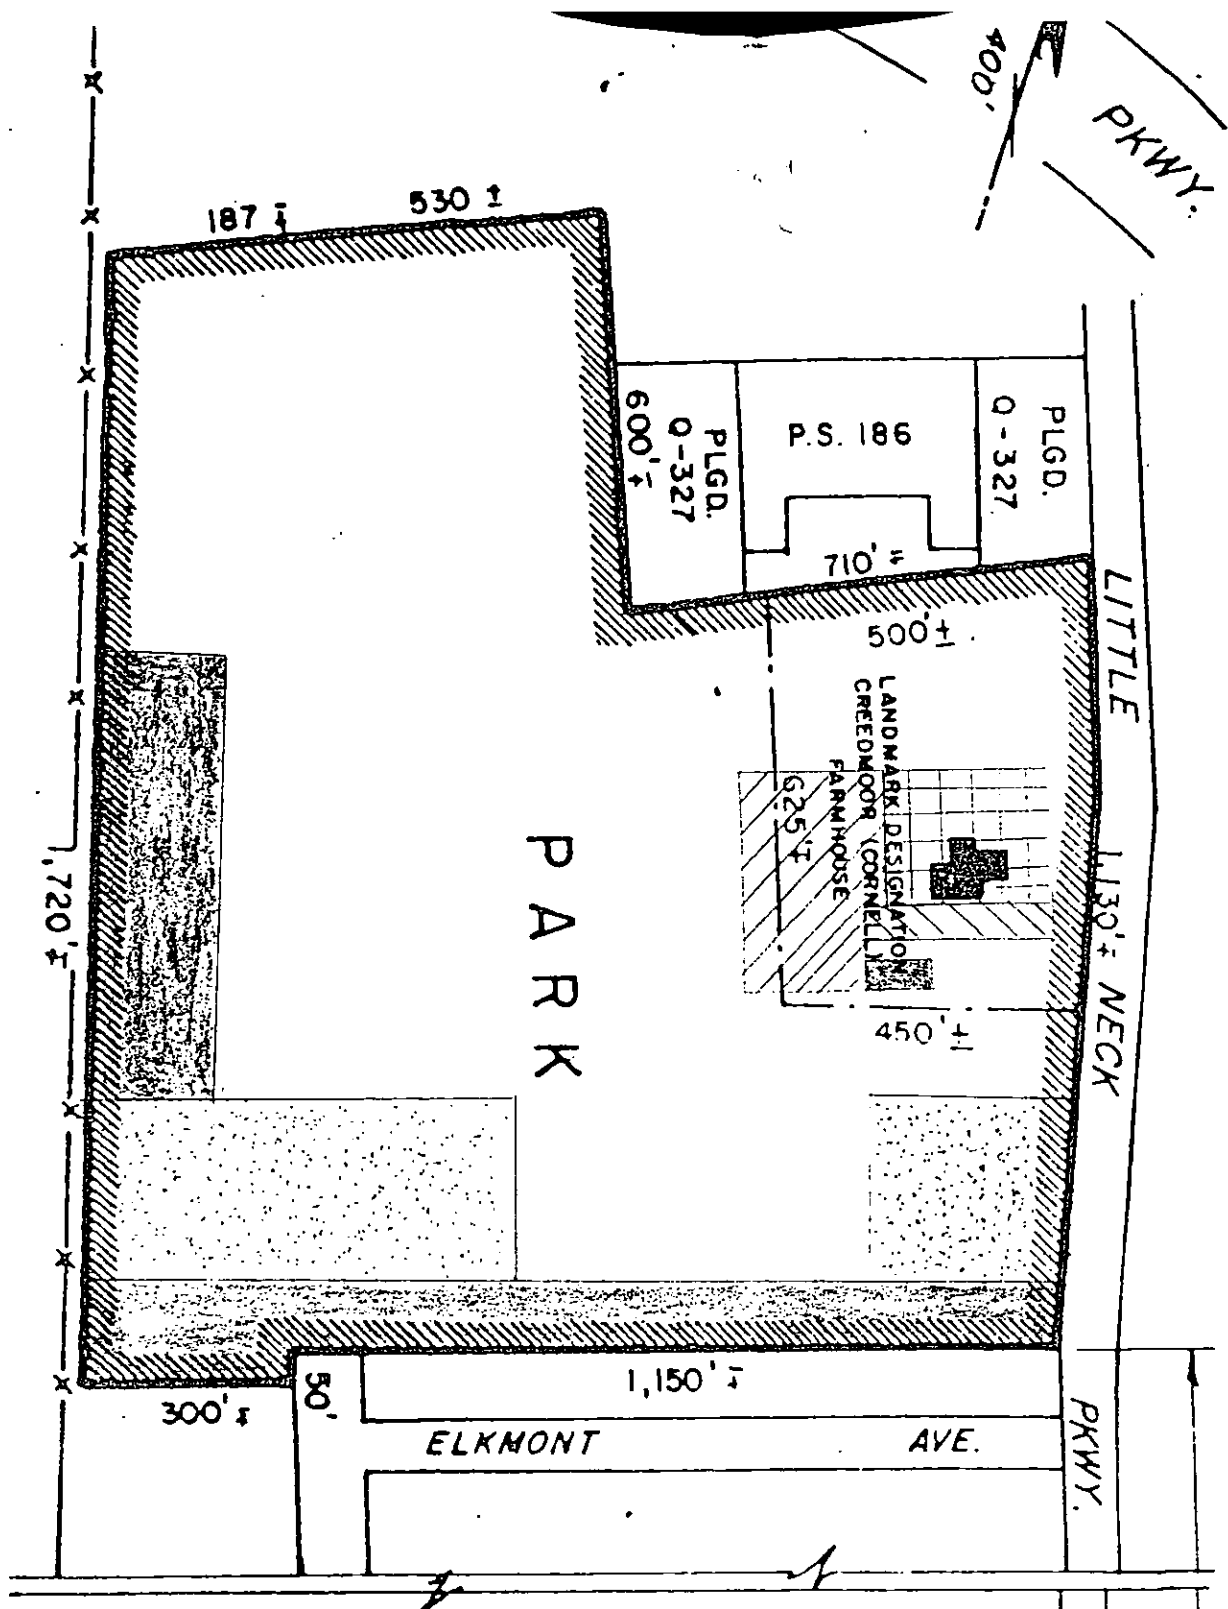 400'
PKWY.
187 ±
530 ±
PLGD.
Q-327
600' ±
P.S. 186
PLGD.
Q-327
710' ±
500' ±
LITTLE
LANDMARK DESIGNATION
CREEDMOOR (CORNELL)
FARMHOUSE
625' ±
1,130' ±
NECK
450' ±
PARK
1,720' ±
300' ±
50'
1,150' ±
ELKMONT AVE.
PKWY.